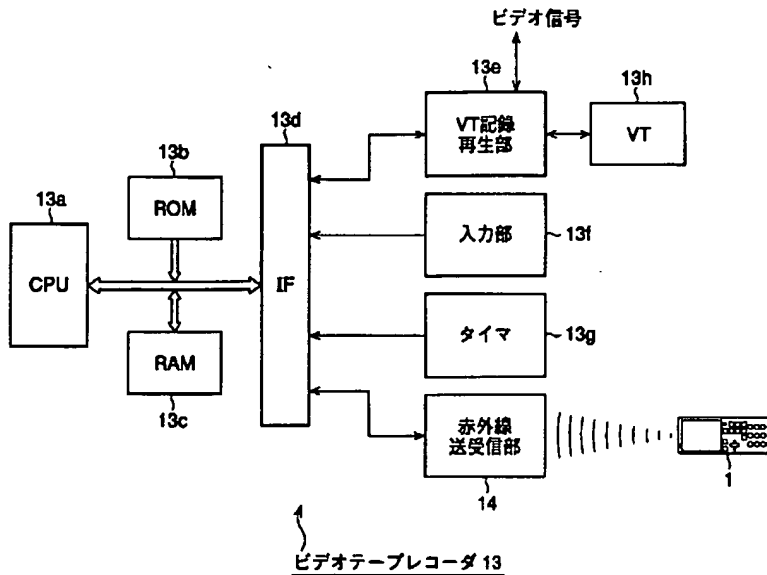 ビデオ信号
13e
13h
VT記録
再生部
VT
13d
13b
13a
ROM
CPU
IF
入力部
13f
RAM
13c
タイマ
13g
赤外線
送受信部
14
1
ビデオテープレコーダ 13